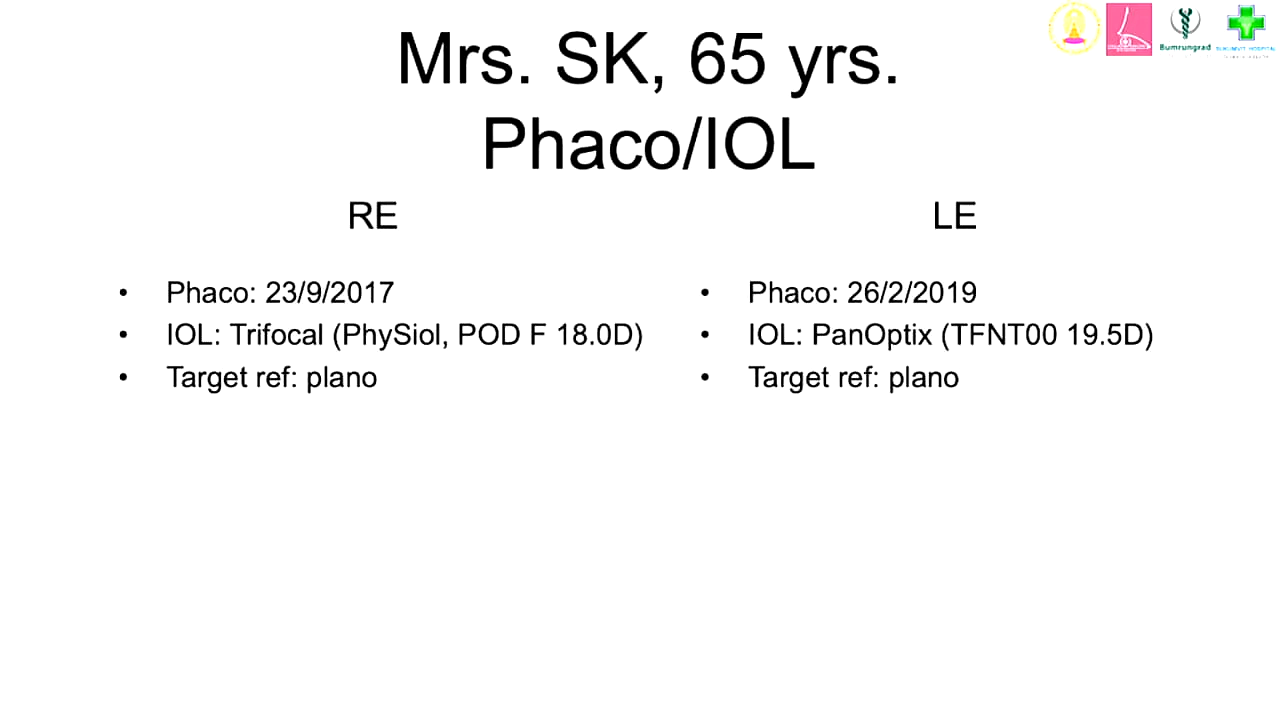 Mrs. SK, 65 yrs.
Phaco/IOL
RE
• Phaco: 23/9/2017
• IOL: Trifocal (PhySiol, POD F 18.0D)
• Target ref: plano
LE
• Phaco: 26/2/2019
• IOL: PanOptix (TFNT00 19.5D)
• Target ref: plano
Bumrungrad